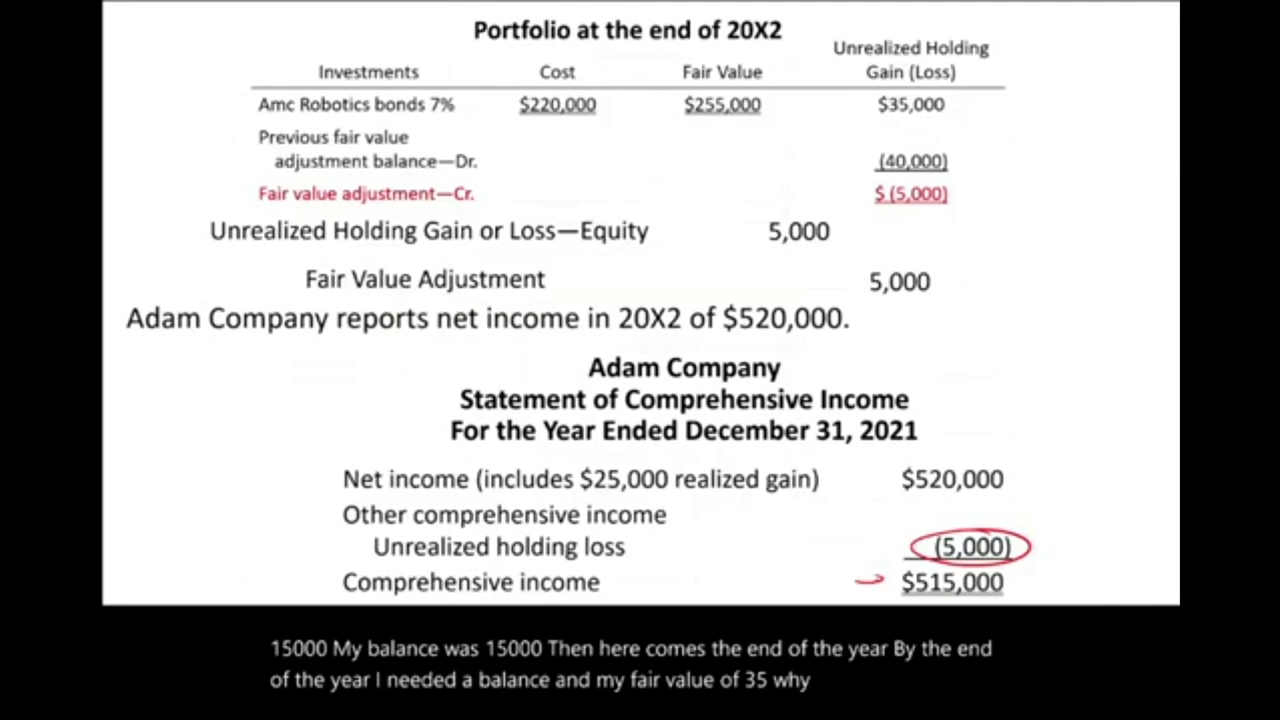 Portfolio at the end of 20X2
Unrealized Holding
Investments Cost Fair Value Gain (Loss)
Amc Robotics bonds 7% $220,000 $255,000 $35,000
Previous fair value
adjustment balance—Dr. (40,000)
Fair value adjustment—Cr. $ (5,000)
Unrealized Holding Gain or Loss—Equity 5,000
Fair Value Adjustment 5,000
Adam Company reports net income in 20X2 of $520,000.
Adam Company
Statement of Comprehensive Income
For the Year Ended December 31, 2021
Net income (includes $25,000 realized gain) $520,000
Other comprehensive income
Unrealized holding loss (5,000)
Comprehensive income $515,000
15000 My balance was 15000 Then here comes the end of the year By the end
of the year I needed a balance and my fair value of 35 why